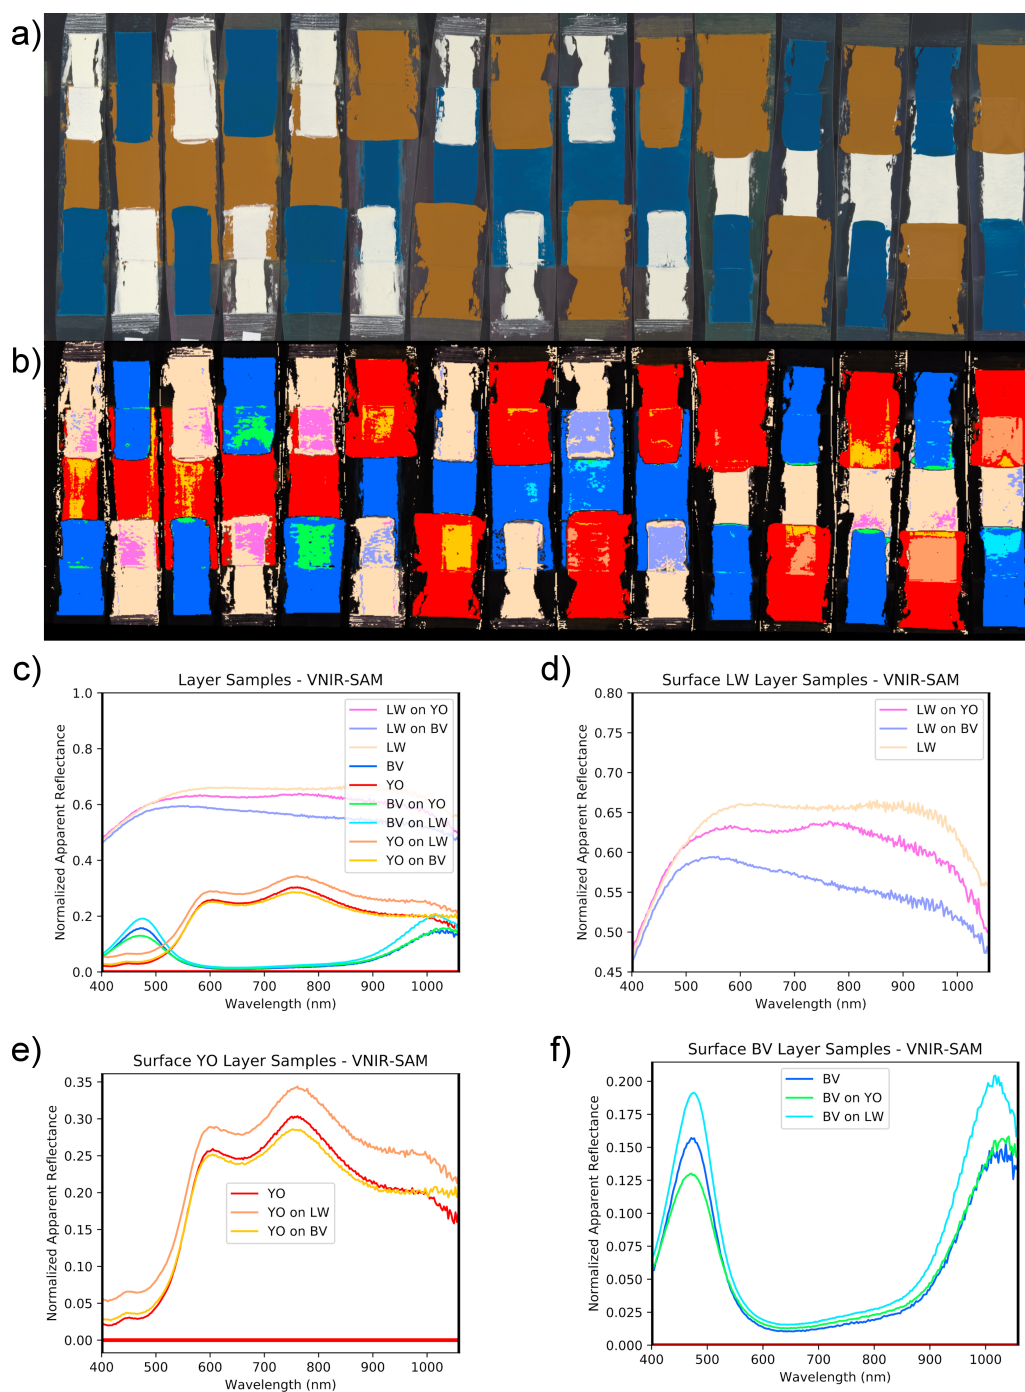 a)
b)
c)
Layer Samples - VNIR-SAM
Normalized Apparent Reflectance
1.0
0.8
0.6
0.4
0.2
0.0
LW on YO
LW on BV
LW
BV
YO
BV on YO
BV on LW
YO on LW
YO on BV
400 500 600 700 800 900 1000
Wavelength (nm)
d)
Surface LW Layer Samples - VNIR-SAM
Normalized Apparent Reflectance
0.80
0.75
0.70
0.65
0.60
0.55
0.50
0.45
LW on YO
LW on BV
LW
400 500 600 700 800 900 1000
Wavelength (nm)
e)
Surface YO Layer Samples - VNIR-SAM
Normalized Apparent Reflectance
0.35
0.30
0.25
0.20
0.15
0.10
0.05
0.00
YO
YO on LW
YO on BV
400 500 600 700 800 900 1000
Wavelength (nm)
f)
Surface BV Layer Samples - VNIR-SAM
Normalized Apparent Reflectance
0.200
0.175
0.150
0.125
0.100
0.075
0.050
0.025
0.000
BV
BV on YO
BV on LW
400 500 600 700 800 900 1000
Wavelength (nm)